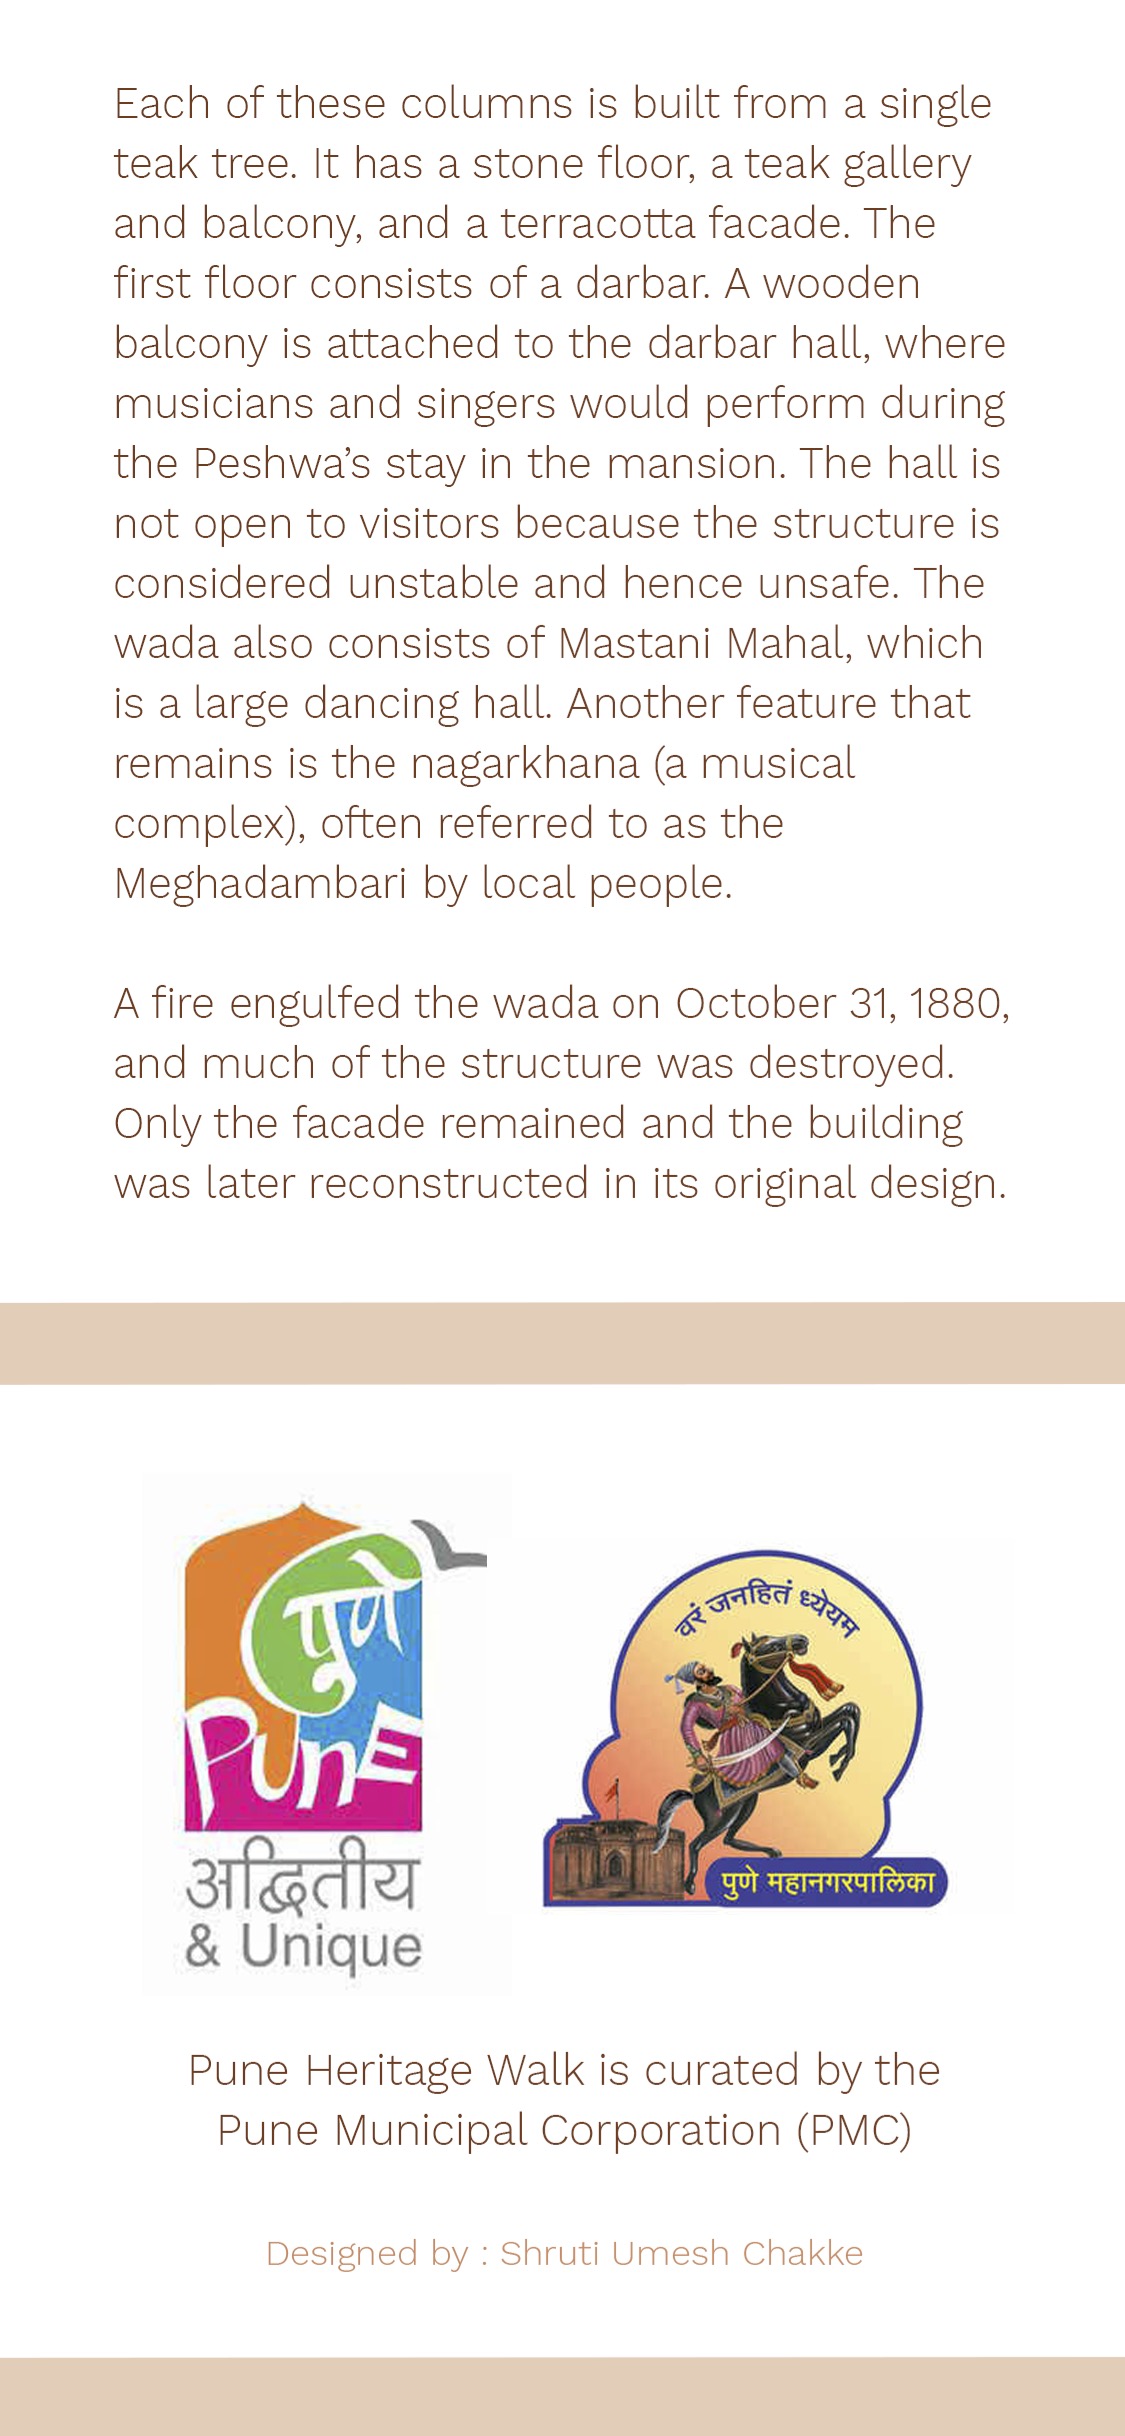 Each of these columns is built from a single
teak tree. It has a stone floor, a teak gallery
and balcony, and a terracotta facade. The
first floor consists of a darbar. A wooden
balcony is attached to the darbar hall, where
musicians and singers would perform during
the Peshwa’s stay in the mansion. The hall is
not open to visitors because the structure is
considered unstable and hence unsafe. The
wada also consists of Mastani Mahal, which
is a large dancing hall. Another feature that
remains is the nagarkhana (a musical
complex), often referred to as the
Meghadambari by local people.
A fire engulfed the wada on October 31, 1880,
and much of the structure was destroyed.
Only the facade remained and the building
was later reconstructed in its original design.
पुणे
PunE
अद्वितीय
& Unique
वरं जनहितं ध्येयम
पुणे महानगरपालिका
Pune Heritage Walk is curated by the
Pune Municipal Corporation (PMC)
Designed by : Shruti Umesh Chakke